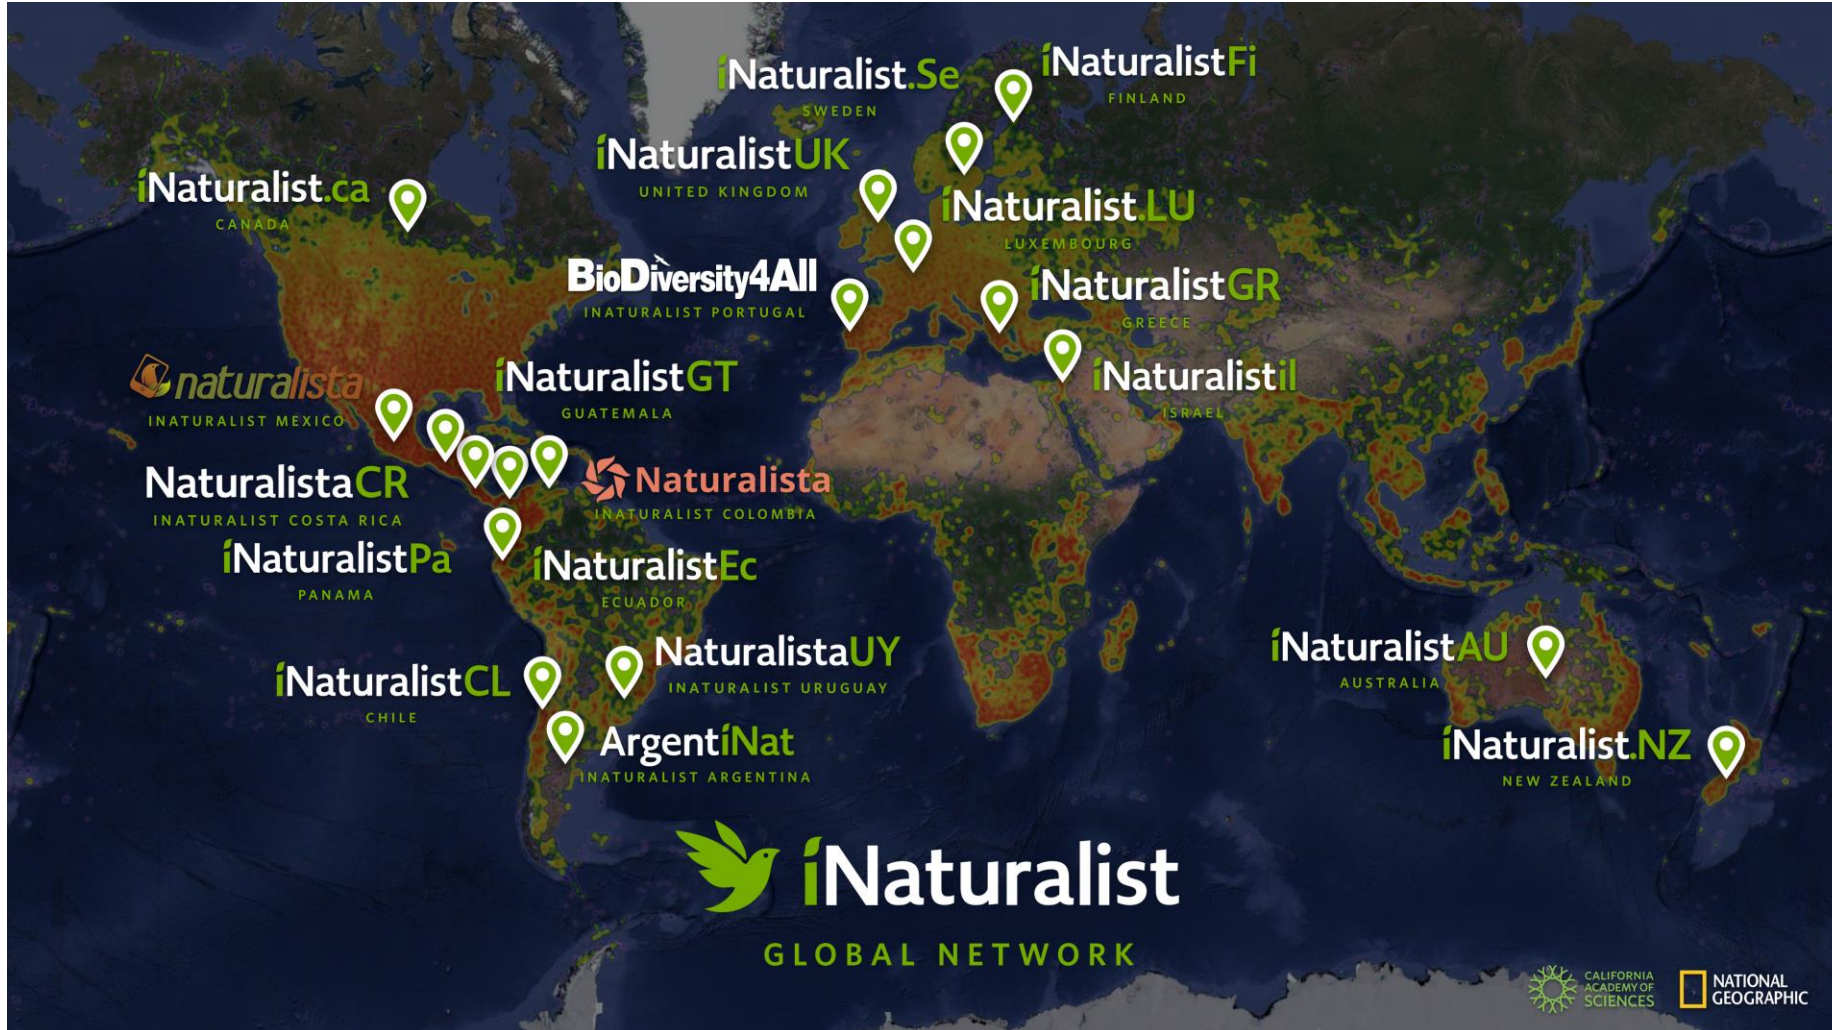 iNaturalist.Se
SWEDEN
iNaturalistFi
FINLAND
iNaturalistUK
UNITED KINGDOM
iNaturalist.ca
CANADA
iNaturalist.LU
LUXEMBOURG
BioDiversity4All
INATURALIST PORTUGAL
iNaturalistGR
GREECE
naturalista
INATURALIST MEXICO
iNaturalistGT
GUATEMALA
iNaturalistil
ISRAEL
NaturalistaCR
INATURALIST COSTA RICA
Naturalista
INATURALIST COLOMBIA
iNaturalistPa
PANAMA
iNaturalistEc
ECUADOR
iNaturalistCL
CHILE
NaturalistaUY
INATURALIST URUGUAY
iNaturalistAU
AUSTRALIA
ArgentiNat
INATURALIST ARGENTINA
iNaturalist.NZ
NEW ZEALAND
iNaturalist
GLOBAL NETWORK
CALIFORNIA
ACADEMY OF
SCIENCES
NATIONAL
GEOGRAPHIC